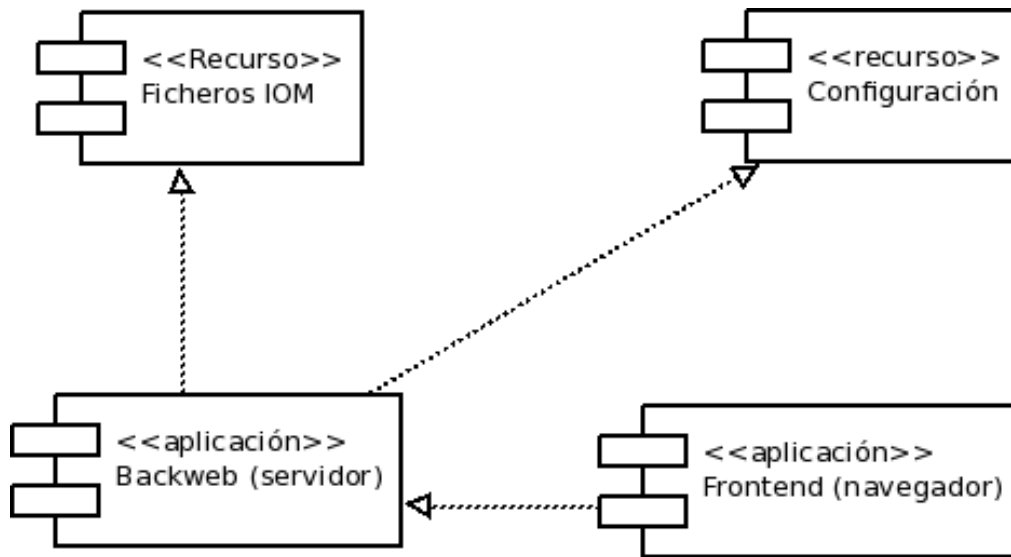 <<Recurso>>
Ficheros IOM
<<recurso>>
Configuración
<<aplicación>>
Backweb (servidor)
<<aplicación>>
Frontend (navegador)